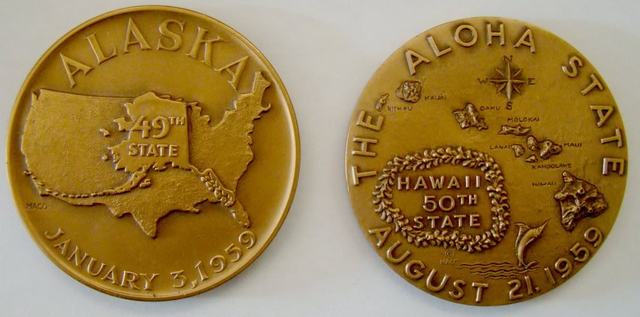 ALASKA
49TH
STATE
MACO
JANUARY 3, 1959
THE ALOHA STATE
N
W E
S
KAUAI
NIIHAU
OAHU
MOLOKAI
LANAI
MAUI
KAHOOLAWE
HAWAII
HAWAII
50TH
STATE
AUGUST 21, 1959